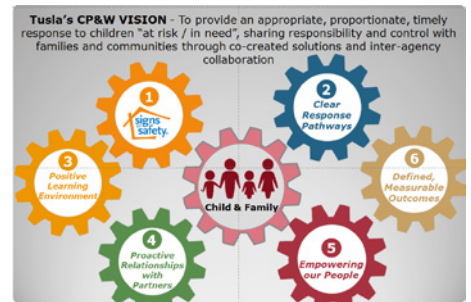 Tusla's CP&W VISION - To provide an appropriate, proportionate, timely
response to children "at risk / in need", sharing responsibility and control with
families and communities through co-created solutions and inter-agency
collaboration
1
signs
of
safety.
2
Clear
Response
Pathways
3
Positive
Learning
Environment
Child & Family
6
Defined,
Measurable
Outcomes
4
Proactive
Relationships
with
Partners
5
Empowering
our People